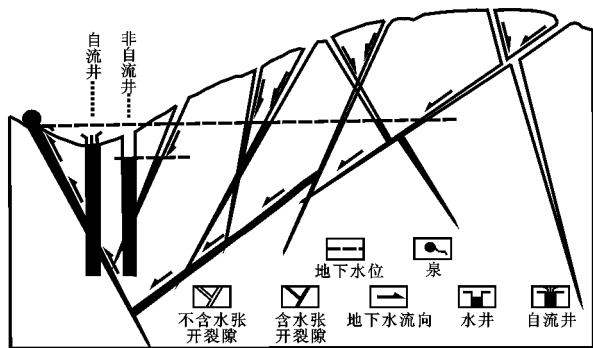 自流井
非自流井
地下水位
泉
不含水张
开裂隙
含水张
开裂隙
地下水流向
水井
自流井